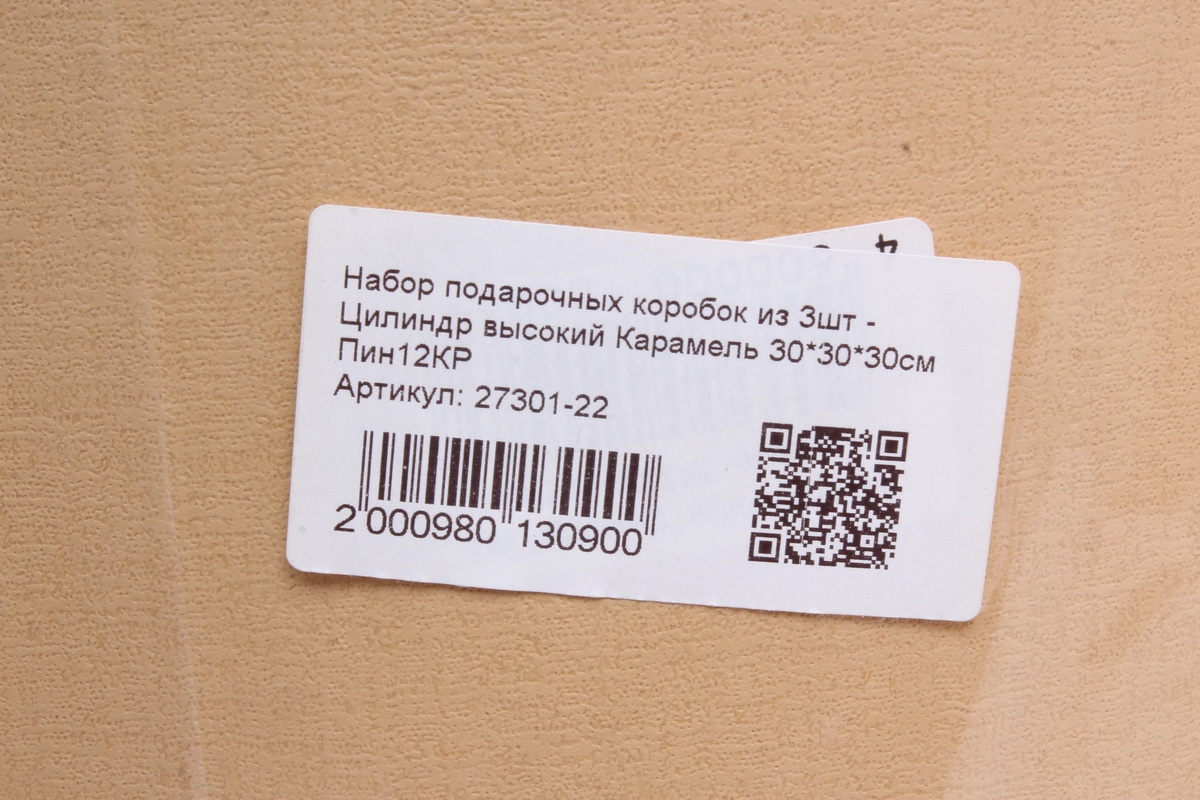 Набор подарочных коробок из 3шт -
Цилиндр высокий Карамель 30*30*30см
Пин12КР
Артикул: 27301-22
2 000980 130900